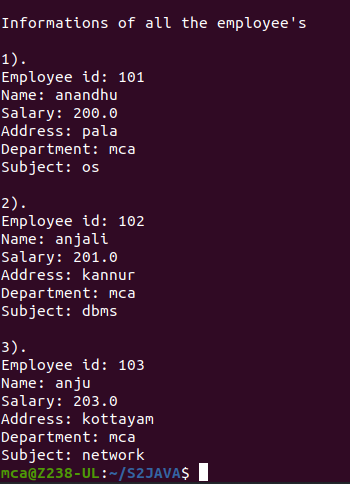 Informations of all the employee's
1).
Employee id: 101
Name: anandhu
Salary: 200.0
Address: pala
Department: mca
Subject: os
2).
Employee id: 102
Name: anjali
Salary: 201.0
Address: kannur
Department: mca
Subject: dbms
3).
Employee id: 103
Name: anju
Salary: 203.0
Address: kottayam
Department: mca
Subject: network
mca@Z238-UL:~/S2JAVA$